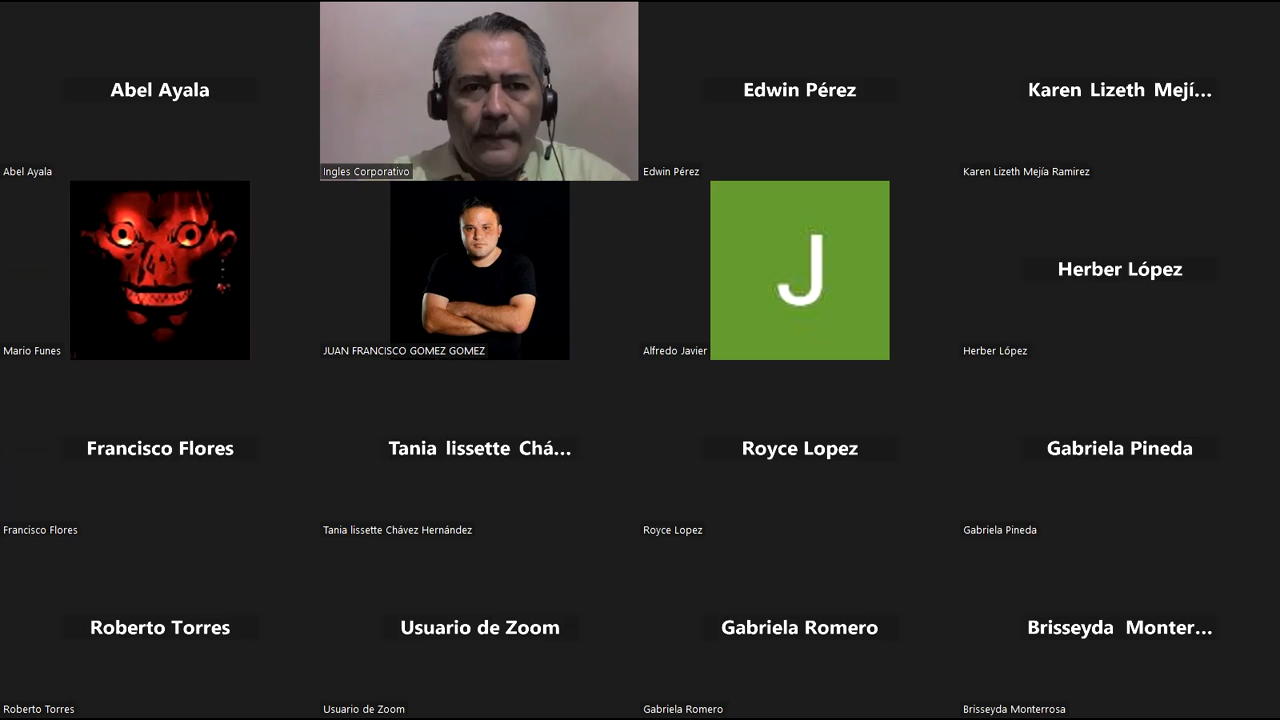 Abel Ayala
Edwin Pérez
Karen Lizeth Mejí...
Abel Ayala
Ingles Corporativo
Edwin Pérez
Karen Lizeth Mejía Ramirez
J
Herber López
Mario Funes
JUAN FRANCISCO GOMEZ GOMEZ
Alfredo Javier
Herber López
Francisco Flores
Tania lissette Chá...
Royce Lopez
Gabriela Pineda
Francisco Flores
Tania lissette Chávez Hernández
Royce Lopez
Gabriela Pineda
Roberto Torres
Usuario de Zoom
Gabriela Romero
Brisseyda Monter...
Roberto Torres
Usuario de Zoom
Gabriela Romero
Brisseyda Monterrosa